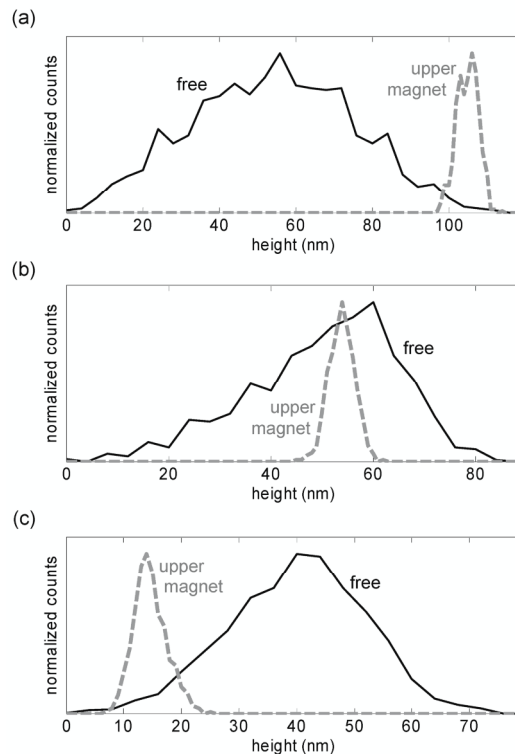 (a)
normalized counts
free
upper
magnet
0 20 40 60 80 100
height (nm)
(b)
normalized counts
free
upper
magnet
0 20 40 60 80
height (nm)
(c)
normalized counts
upper
magnet
free
0 10 20 30 40 50 60 70
height (nm)